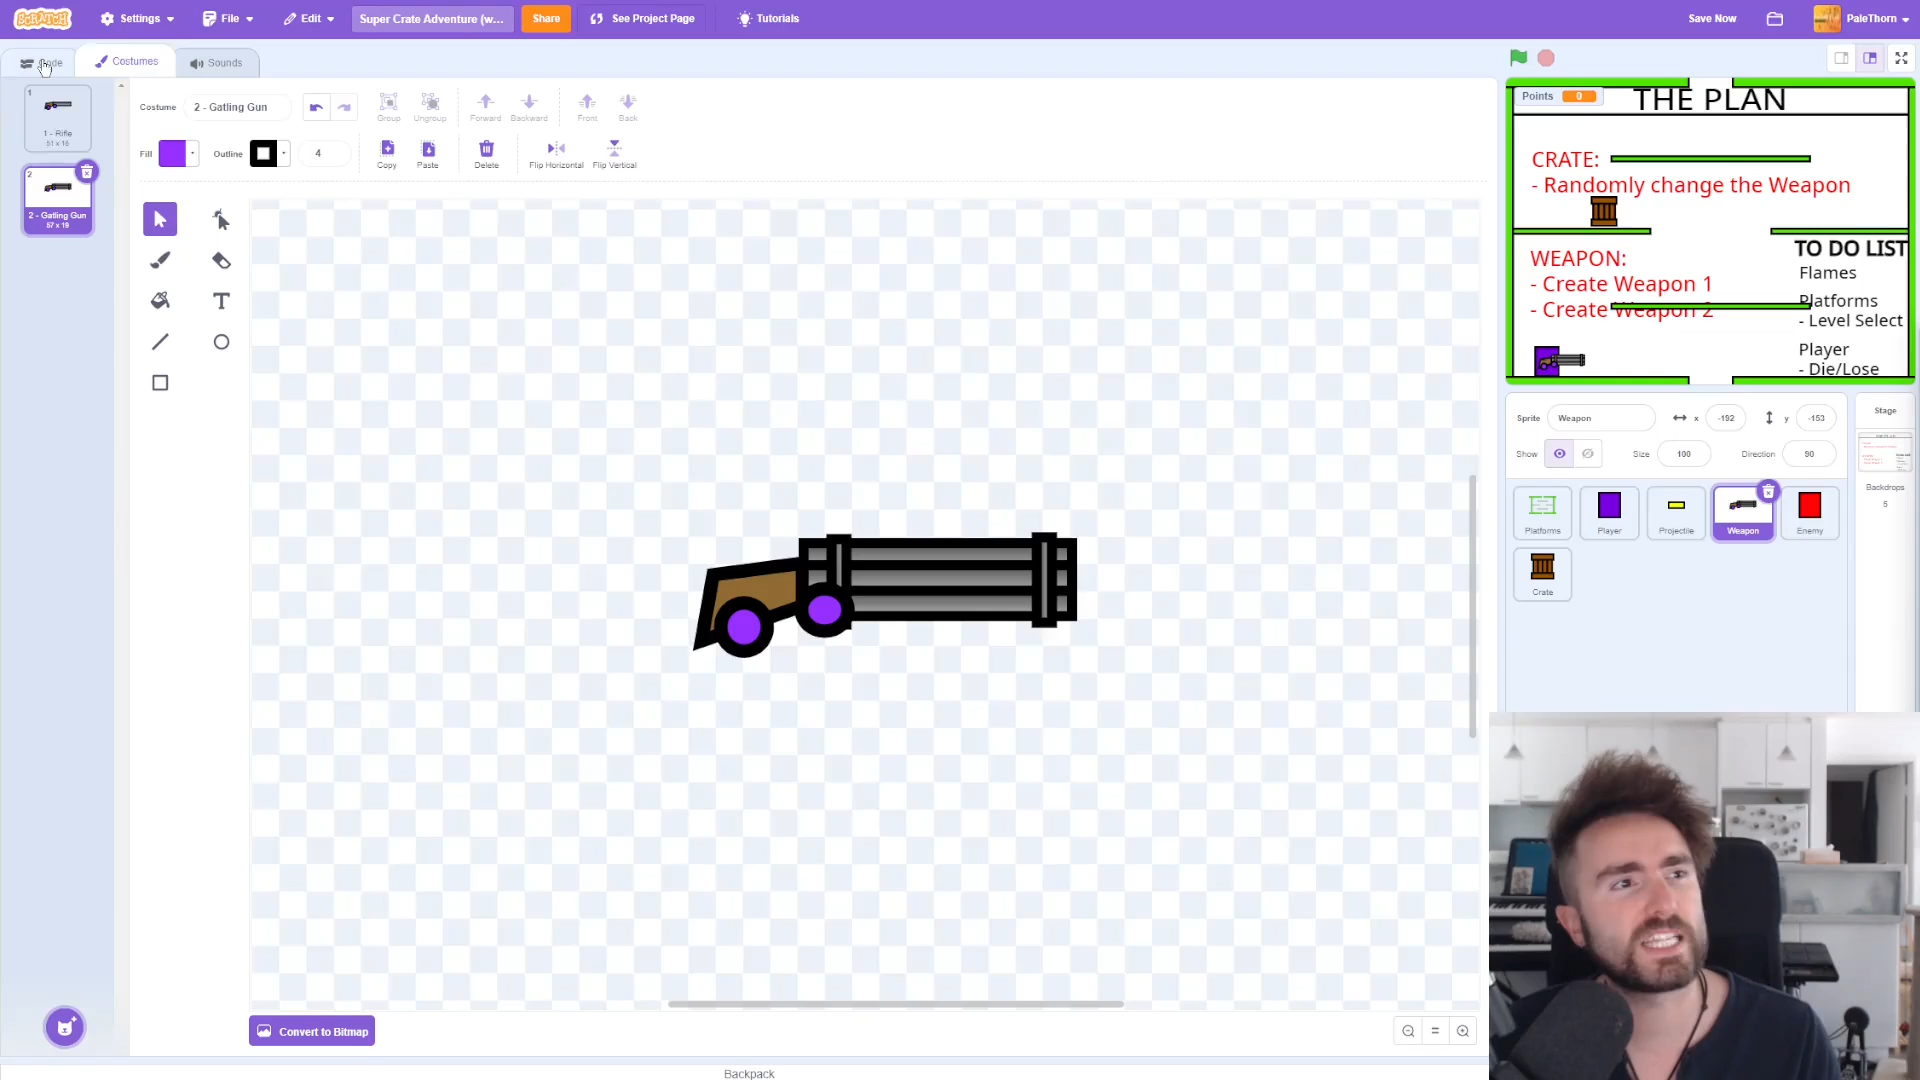 SCRATCH Settings File Edit Super Crate Adventure (w... Share See Project Page Tutorials Save Now PaleThorn
Costumes Sounds
1
1 - Rifle
51 x 16
2
2 - Gatling Gun
57 x 19
Costume 2 - Gatling Gun
Group Ungroup Forward Backward Front Back
Fill Outline 4
Copy Paste Delete Flip Horizontal Flip Vertical
Convert to Bitmap
Backpack
Points 0
THE PLAN
CRATE:
- Randomly change the Weapon
WEAPON:
- Create Weapon 1
- Create Weapon 2
TO DO LIST
Flames
Platforms
- Level Select
Player
- Die/Lose
Sprite Weapon x -192 y -153
Show Size 100 Direction 90
Platforms Player Projectile Weapon Enemy
Crate
Stage
Backdrops
5